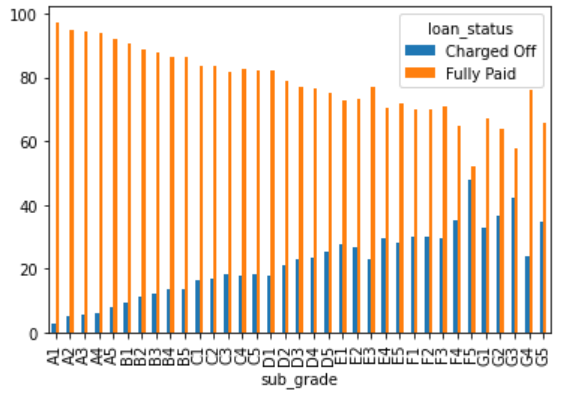 loan_status
Charged Off
Fully Paid
100
80
60
40
20
0
A1 A2 A3 A4 A5 B1 B2 B3 B4 B5 C1 C2 C3 C4 C5 D1 D2 D3 D4 D5 E1 E2 E3 E4 E5 F1 F2 F3 F4 F5 G1 G2 G3 G4 G5
sub_grade